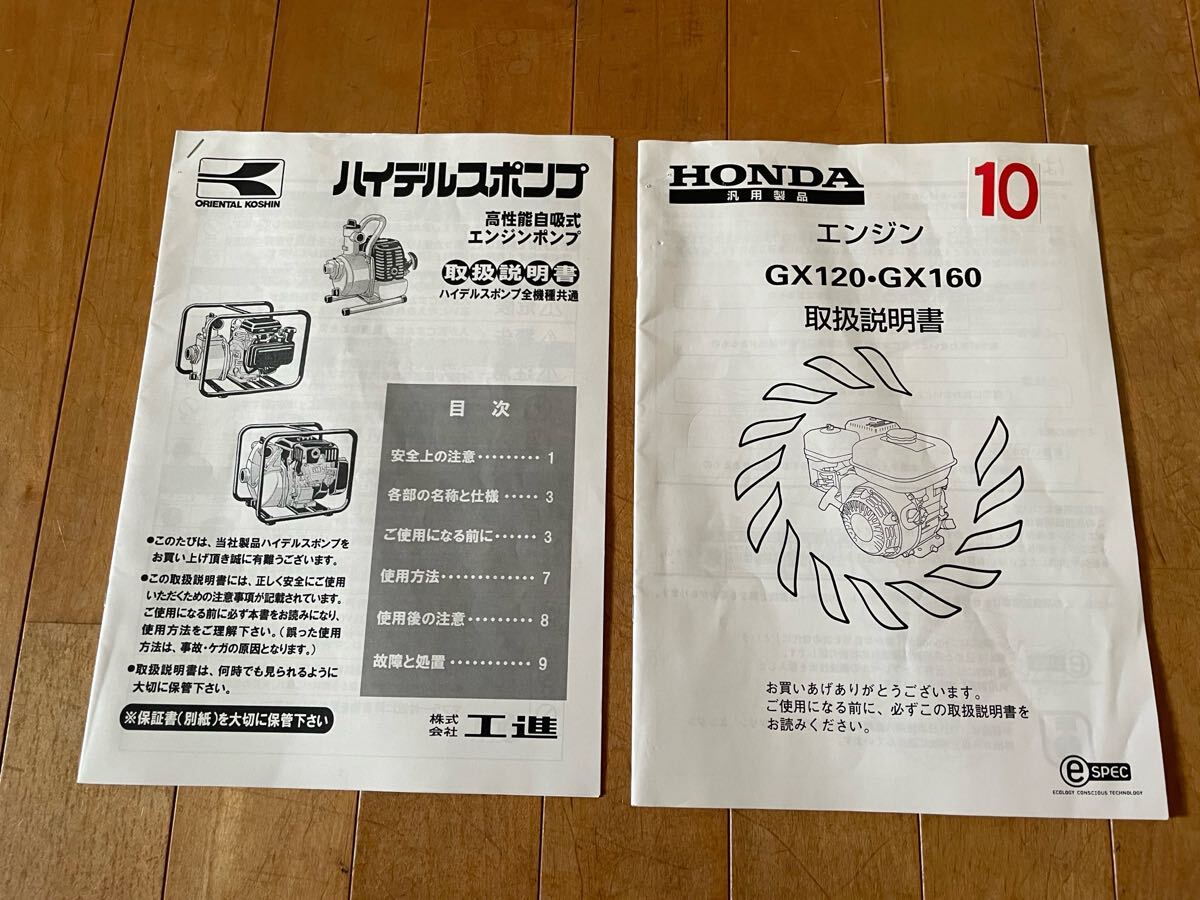 ORIENTAL KOSHIN
ハイデルスポンプ
高性能自吸式
エンジンポンプ
取扱説明書
ハイデルスポンプ全機種共通
目 次
安全上の注意・・・・・・・・・ 1
各部の名称と仕様・・・・・ 3
ご使用になる前に・・・・・ 3
使用方法・・・・・・・・・・・・・ 7
使用後の注意・・・・・・・・・ 8
故障と処置・・・・・・・・・・・ 9
●このたびは、当社製品ハイデルスポンプを
お買い上げ頂き誠に有難うございます。
●この取扱説明書には、正しく安全にご使用
いただくための注意事項が記載されています。
ご使用になる前に必ず本書をお読みになり、
使用方法をご理解下さい。(誤った使用
方法は、事故・ケガの原因となります。)
●取扱説明書は、何時でも見られるように
大切に保管下さい。
※保証書(別紙)を大切に保管下さい
株式会社 工進
HONDA
汎用製品
10
エンジン
GX120・GX160
取扱説明書
お買いあげありがとうございます。
ご使用になる前に、必ずこの取扱説明書を
お読みください。
e SPEC
ECOLOGY CONSCIOUS TECHNOLOGY